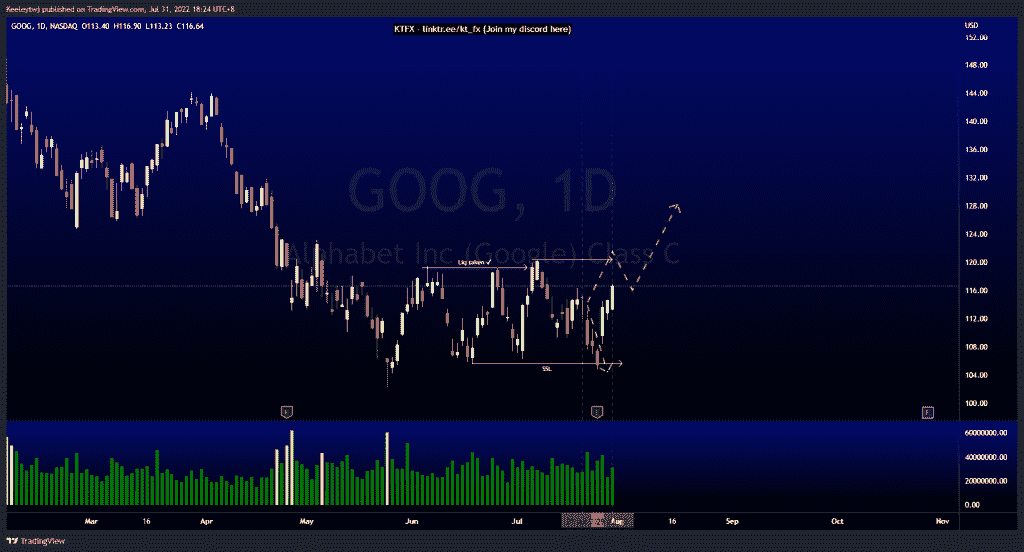 Keeleytwj published on TradingView.com, Jul 31, 2022 18:24 UTC+8
GOOG, 1D, NASDAQ O113.40 H116.90 L113.23 C116.64
KTFX - linktr.ee/kt_fx (Join my discord here)
USD
152.00
148.00
144.00
140.00
136.00
132.00
128.00
124.00
120.00
116.00
112.00
108.00
104.00
100.00
GOOG, 1D
Alphabet Inc (Google) Class C
Liq taken ✓
SSL
E
E
E
60000000.00
40000000.00
20000000.00
0.00
Mar 16 Apr May Jun Jul Aug 16 Sep Oct Nov
TradingView